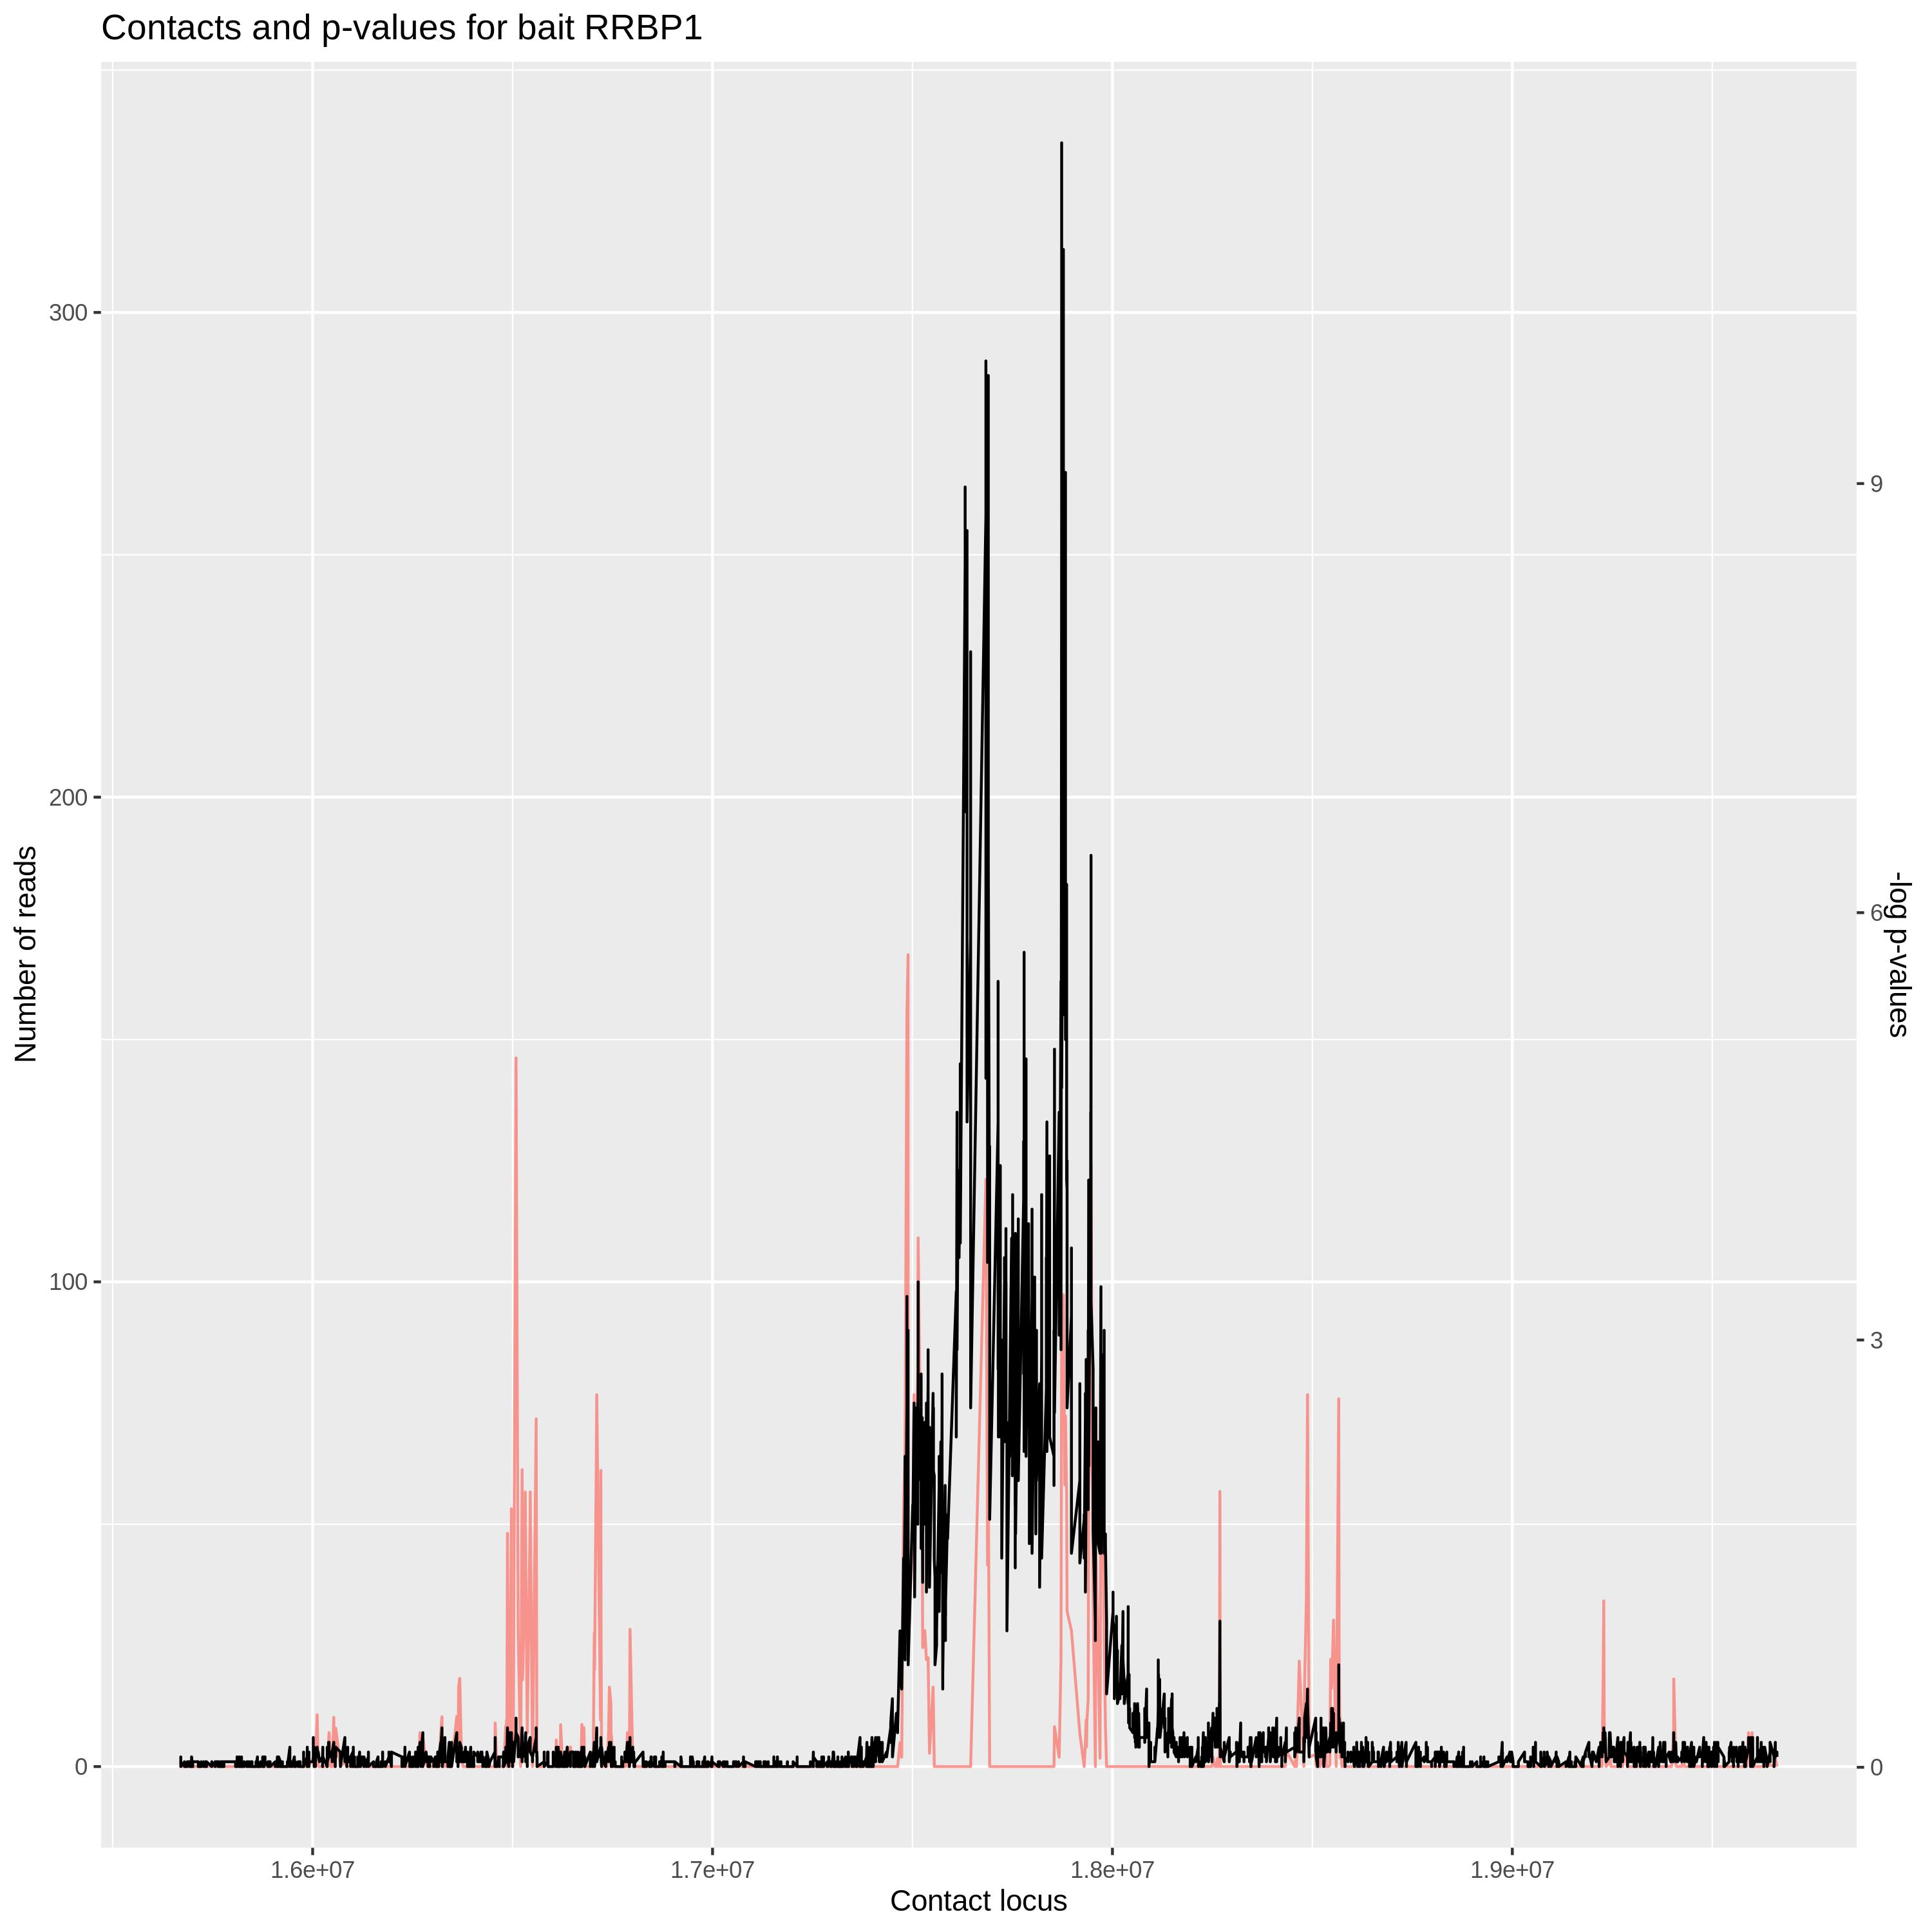 Contacts and p-values for bait RRBP1
300
200
100
0
Number of reads
9
6
3
0
-log p-values
1.6e+07 1.7e+07 1.8e+07 1.9e+07
Contact locus